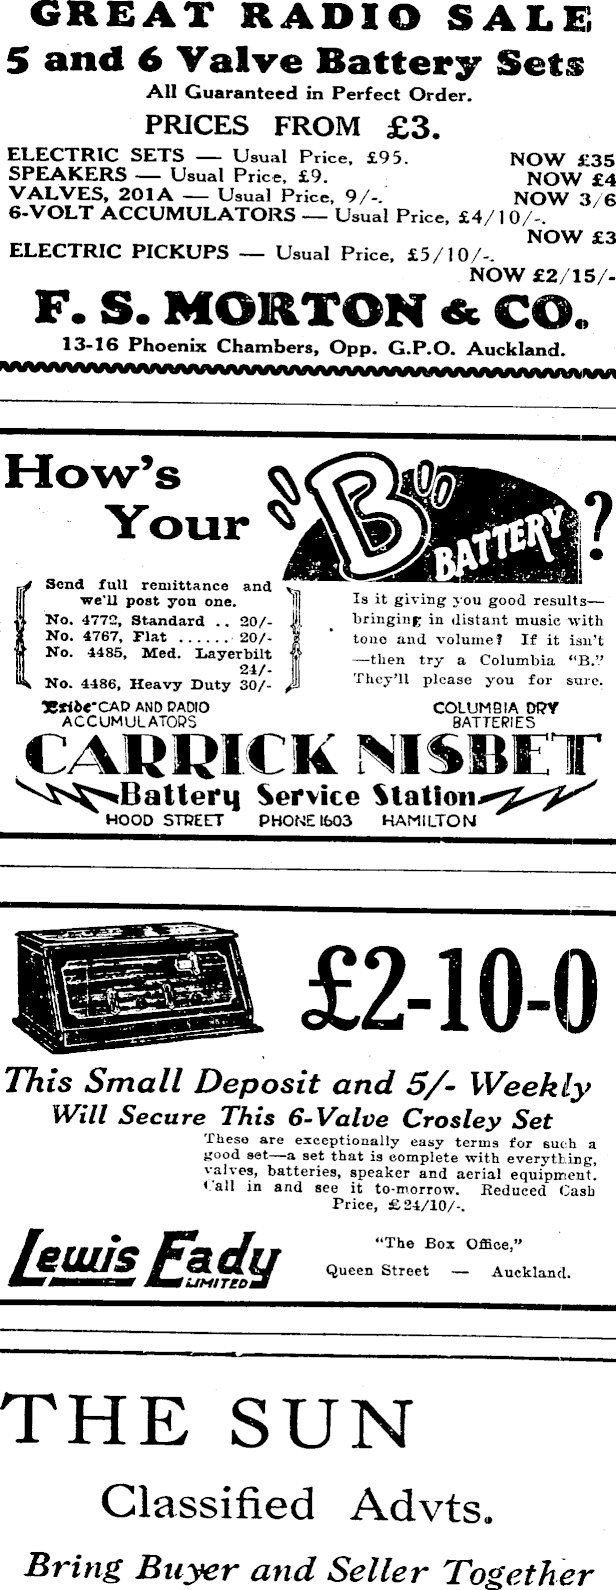 GREAT RADIO SALE
5 and 6 Valve Battery Sets
All Guaranteed in Perfect Order.
PRICES FROM £3.
ELECTRIC SETS — Usual Price, £95.
NOW £35
SPEAKERS — Usual Price, £9.
NOW £4
VALVES, 201A — Usual Price, 9/-.
NOW 3/6
6-VOLT ACCUMULATORS — Usual Price, £4/10/-.
NOW £3
ELECTRIC PICKUPS — Usual Price, £5/10/-.
NOW £2/15/-
F. S. MORTON & CO.
13-16 Phoenix Chambers, Opp. G.P.O. Auckland.
How's
Your
"B"
BATTERY
?
Send full remittance and
we'll post you one.
No. 4772, Standard .. 20/-
No. 4767, Flat ...... 20/-
No. 4485, Med. Layerbilt
24/-
No. 4486, Heavy Duty 30/-
Is it giving you good results—
bringing in distant music with
tone and volume? If it isn't
—then try a Columbia "B."
They'll please you for sure.
"Exide" CAR AND RADIO
ACCUMULATORS
COLUMBIA DRY
BATTERIES
CARRICK NISBET
Battery Service Station
HOOD STREET PHONE 1603 HAMILTON
£2-10-0
This Small Deposit and 5/- Weekly
Will Secure This 6-Valve Crosley Set
These are exceptionally easy terms for such a
good set—a set that is complete with everything,
valves, batteries, speaker and aerial equipment.
Call in and see it to-morrow. Reduced Cash
Price, £24/10/-.
Lewis Eady
LIMITED
"The Box Office,"
Queen Street — Auckland.
THE SUN
Classified Advts.
Bring Buyer and Seller Together